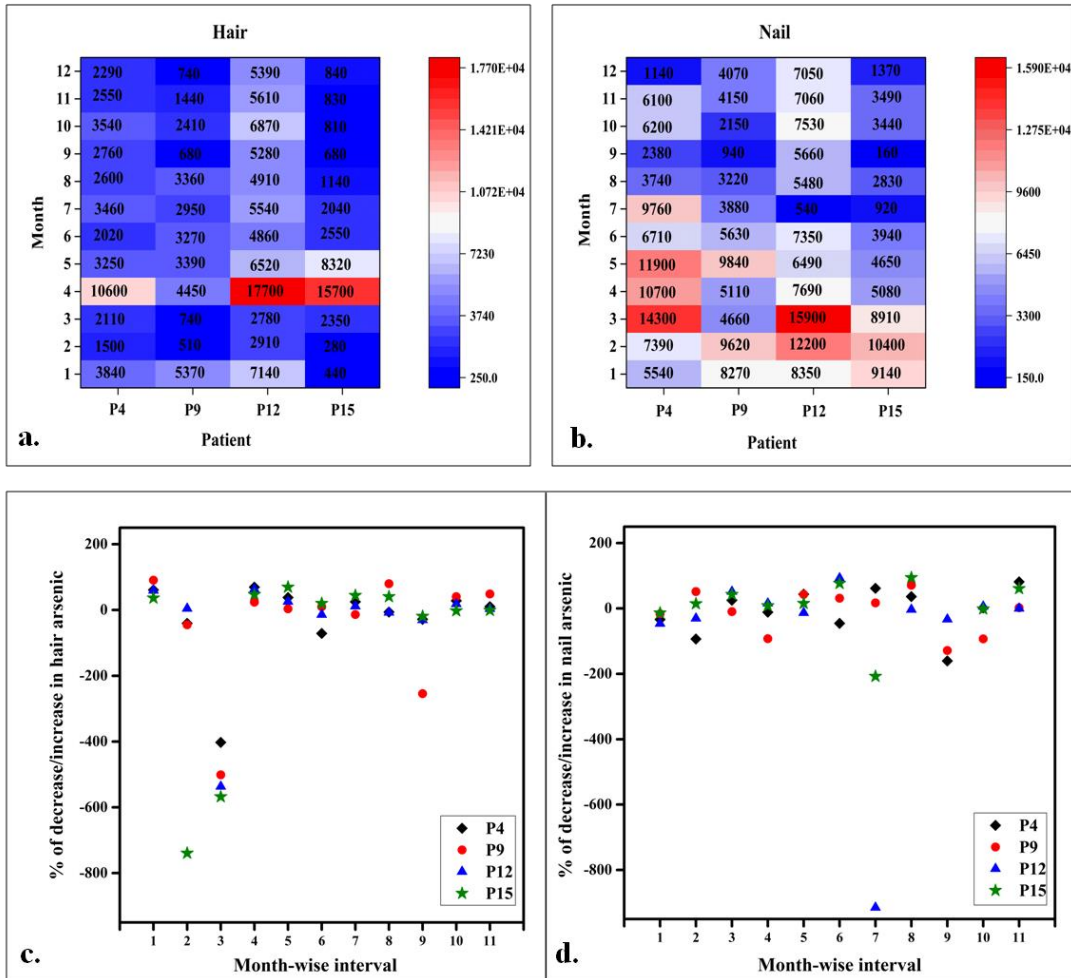 Hair
Month
12 2290 740 5390 840
11 2550 1440 5610 830
10 3540 2410 6870 810
9 2760 680 5280 680
8 2600 3360 4910 1140
7 3460 2950 5540 2040
6 2020 3270 4860 2550
5 3250 3390 6520 8320
4 10600 4450 17700 15700
3 2110 740 2780 2350
2 1500 510 2910 280
1 3840 5370 7140 440
P4 P9 P12 P15
Patient
1.770E+04
1.421E+04
1.072E+04
7230
3740
250.0
a.
Nail
12 1140 4070 7050 1370
11 6100 4150 7060 3490
10 6200 2150 7530 3440
9 2380 940 5660 160
8 3740 3220 5480 2830
7 9760 3880 540 920
6 6710 5630 7350 3940
5 11900 9840 6490 4650
4 10700 5110 7690 5080
3 14300 4660 15900 8910
2 7390 9620 12200 10400
1 5540 8270 8350 9140
P4 P9 P12 P15
Patient
1.590E+04
1.275E+04
9600
6450
3300
150.0
b.
% of decrease/increase in hair arsenic
200
0
-200
-400
-600
-800
1 2 3 4 5 6 7 8 9 10 11
Month-wise interval
P4
P9
P12
P15
c.
% of decrease/increase in nail arsenic
200
0
-200
-400
-600
-800
1 2 3 4 5 6 7 8 9 10 11
Month-wise interval
P4
P9
P12
P15
d.